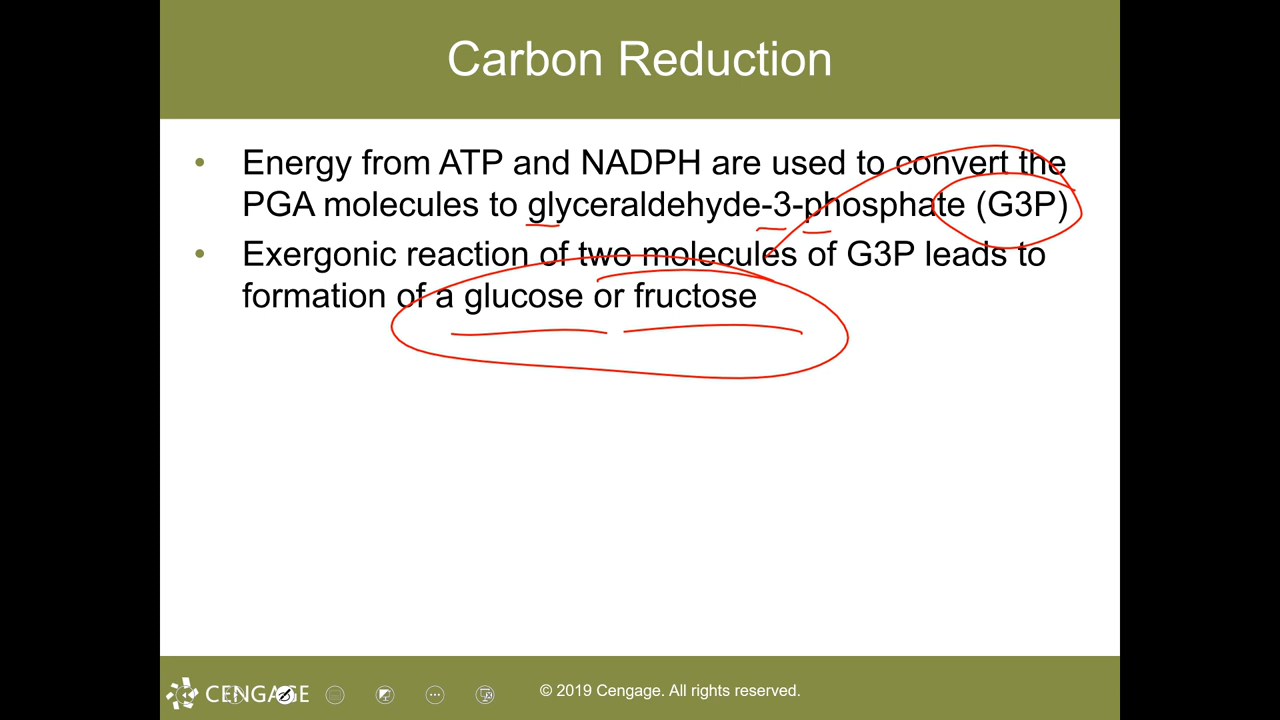 Carbon Reduction
• Energy from ATP and NADPH are used to convert the
PGA molecules to glyceraldehyde-3-phosphate (G3P)
• Exergonic reaction of two molecules of G3P leads to
formation of a glucose or fructose
CENGAGE
© 2019 Cengage. All rights reserved.